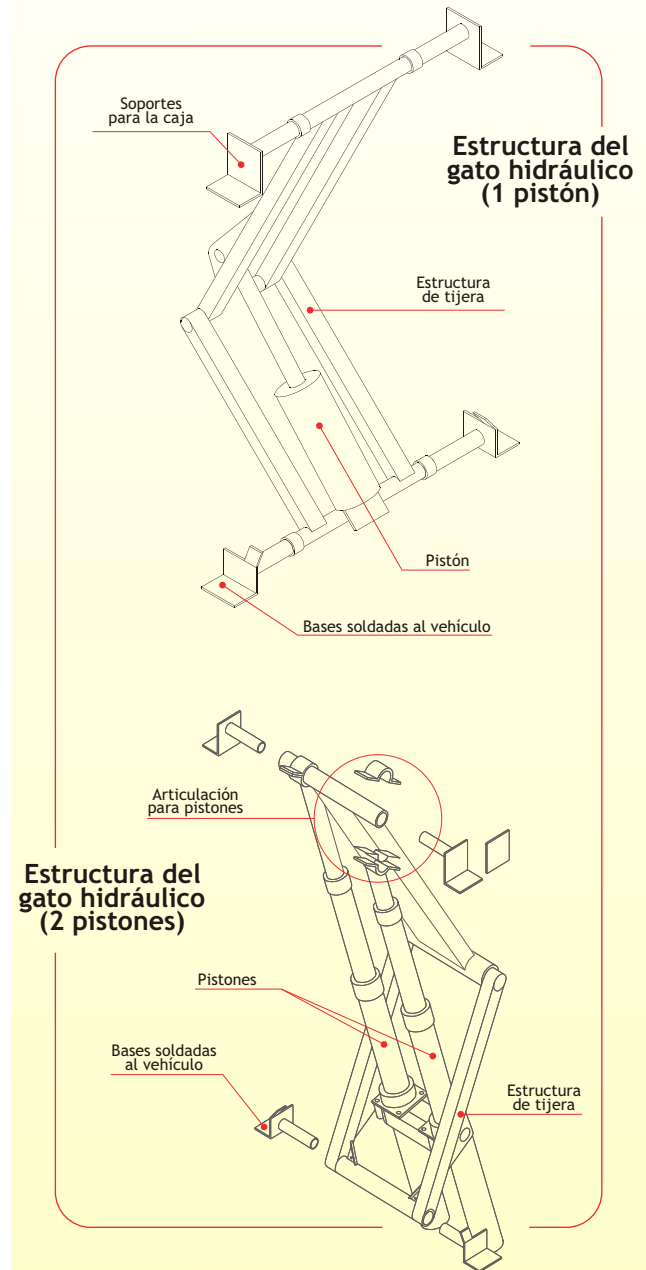 Soportes
para la caja
Estructura del
gato hidráulico
(1 pistón)
Estructura
de tijera
Pistón
Bases soldadas al vehículo
Articulación
para pistones
Estructura del
gato hidráulico
(2 pistones)
Pistones
Bases soldadas
al vehículo
Estructura
de tijera